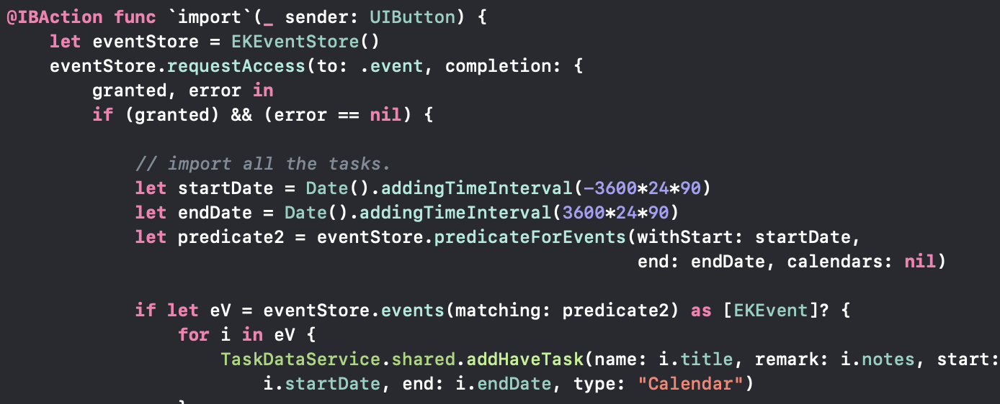 @IBAction func `import`(_ sender: UIButton) {
let eventStore = EKEventStore()
eventStore.requestAccess(to: .event, completion: {
granted, error in
if (granted) && (error == nil) {
// import all the tasks.
let startDate = Date().addingTimeInterval(-3600*24*90)
let endDate = Date().addingTimeInterval(3600*24*90)
let predicate2 = eventStore.predicateForEvents(withStart: startDate,
end: endDate, calendars: nil)
if let eV = eventStore.events(matching: predicate2) as [EKEvent]? {
for i in eV {
TaskDataService.shared.addHaveTask(name: i.title, remark: i.notes, start:
i.startDate, end: i.endDate, type: "Calendar")
}